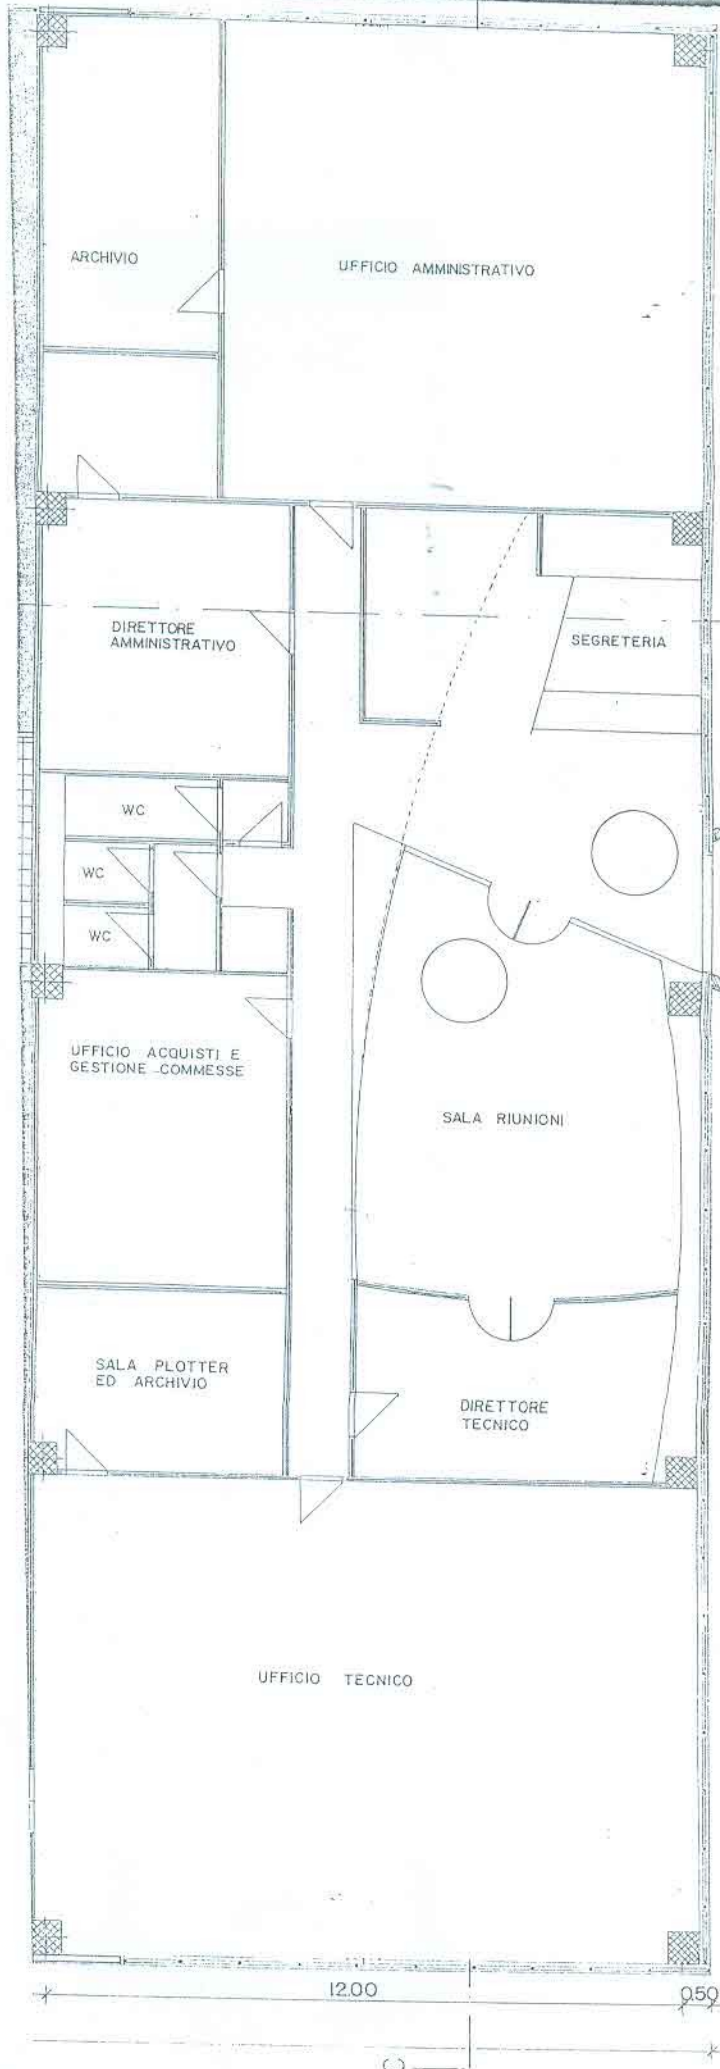 ARCHIVIO
UFFICIO AMMINISTRATIVO
DIRETTORE
AMMINISTRATIVO
SEGRETERIA
WC
WC
WC
UFFICIO ACQUISTI E
GESTIONE COMMESSE
SALA RIUNIONI
SALA PLOTTER
ED ARCHIVIO
DIRETTORE
TECNICO
UFFICIO TECNICO
12.00
0.50